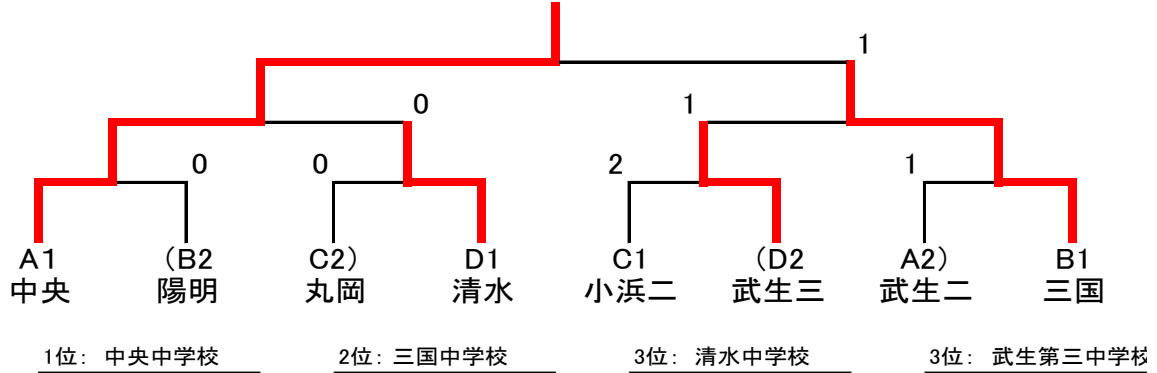 1
0 1
0 0 2 1
A1 （B2 C2） D1 C1 （D2 A2） B1
中央 陽明 丸岡 清水 小浜二 武生三 武生二 三国
1位： 中央中学校 2位： 三国中学校 3位： 清水中学校 3位： 武生第三中学校